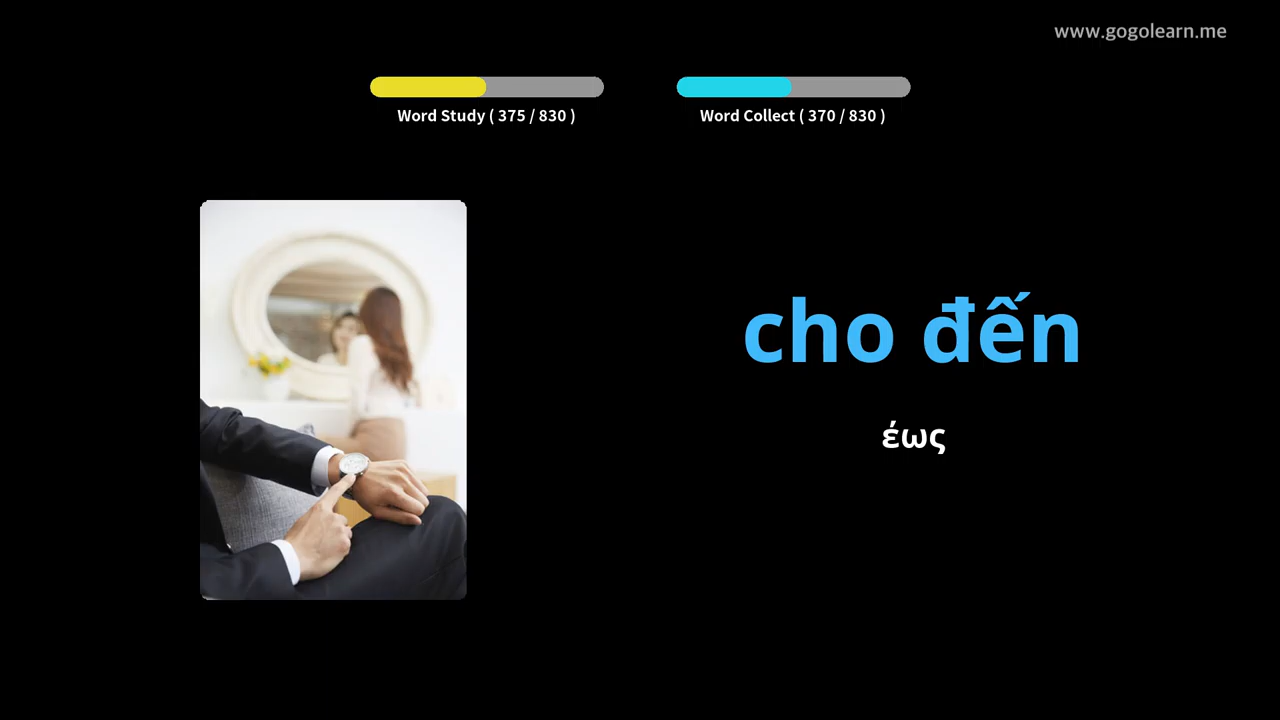 www.gogolearn.me
Word Study ( 375 / 830 )
Word Collect ( 370 / 830 )
cho đến
έως